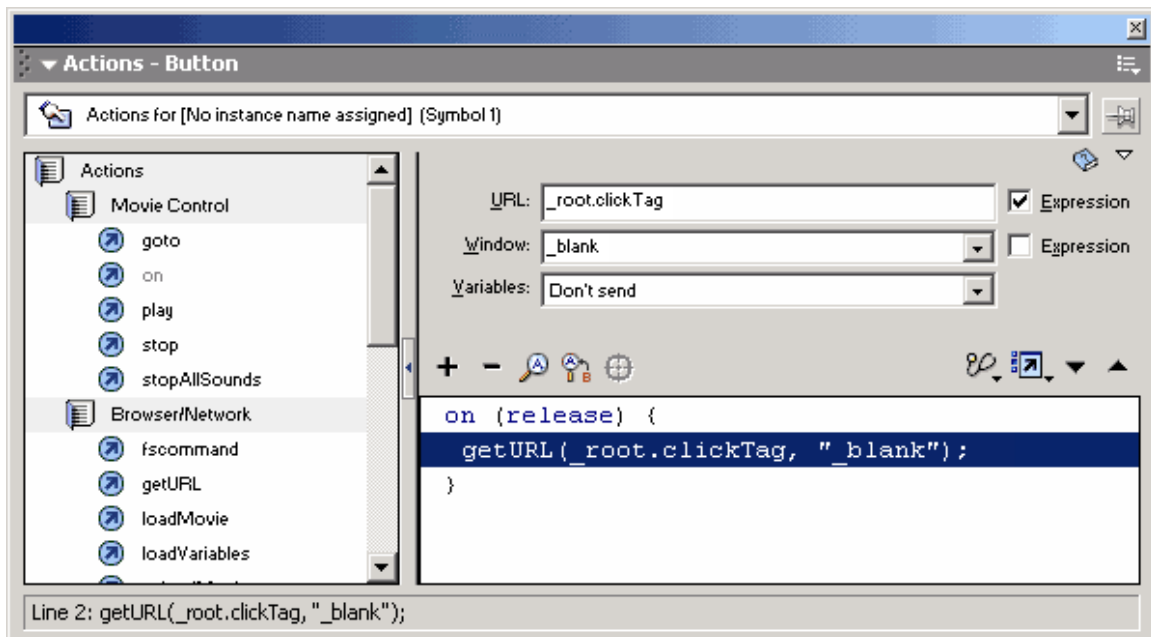 Actions - Button
Actions for [No instance name assigned] (Symbol 1)
Actions
Movie Control
goto
on
play
stop
stopAllSounds
Browser/Network
fscommand
getURL
loadMovie
loadVariables
URL: _root.clickTag Expression
Window: _blank Expression
Variables: Don't send
on (release) {
getURL(_root.clickTag, "_blank");
}
Line 2: getURL(_root.clickTag, "_blank");